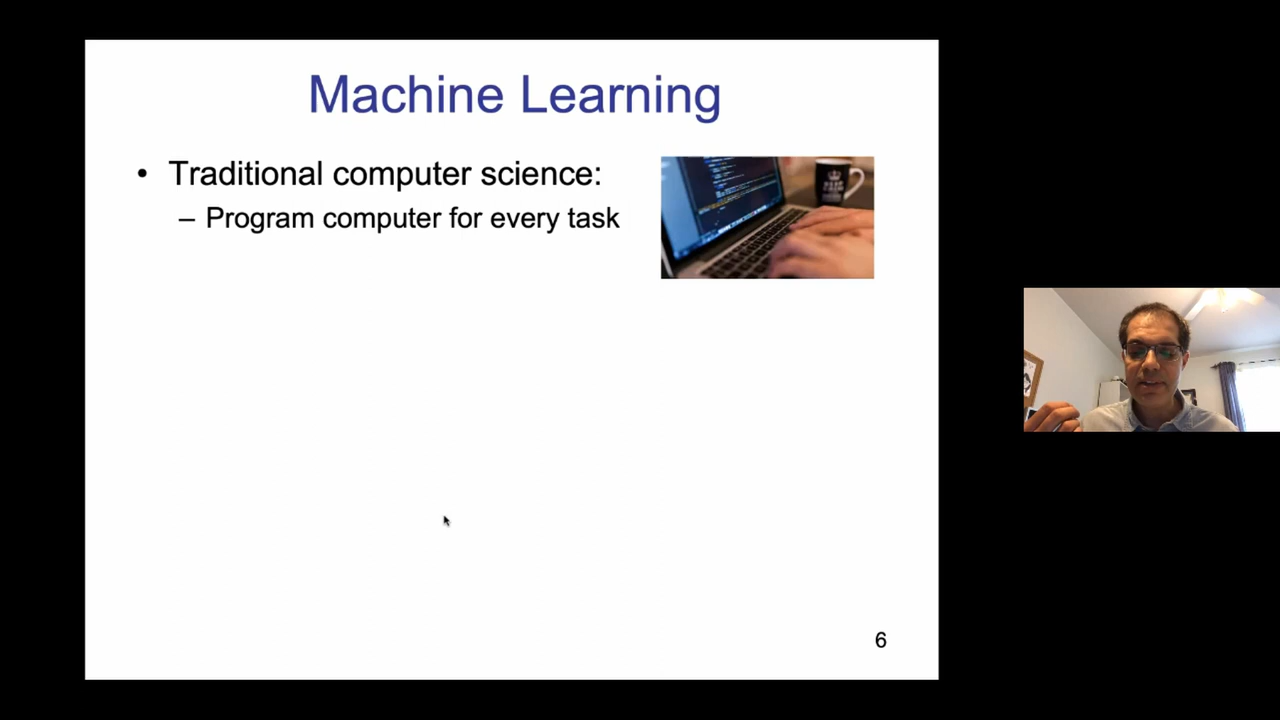 Machine Learning
• Traditional computer science:
– Program computer for every task
6